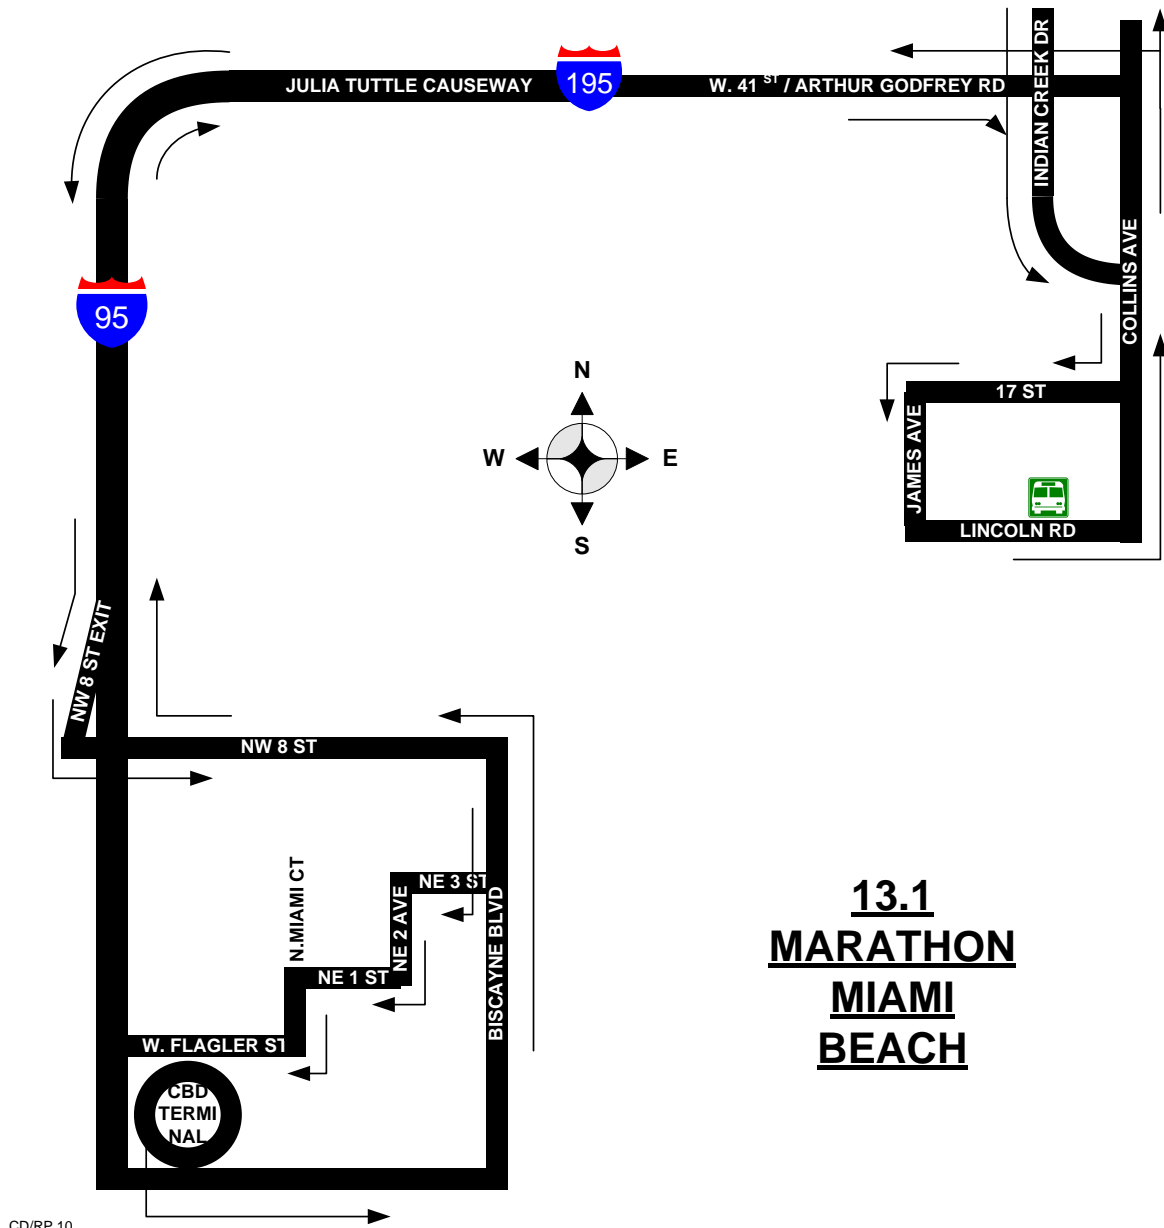 JULIA TUTTLE CAUSEWAY
195
W. 41 ST / ARTHUR GODFREY RD
INDIAN CREEK DR
COLLINS AVE
95
N
W
E
S
17 ST
JAMES AVE
LINCOLN RD
NW 8 ST EXIT
NW 8 ST
N.MIAMI CT
NE 3 ST
NE 2 AVE
BISCAYNE BLVD
NE 1 ST
W. FLAGLER ST
CBD
TERMI
NAL
13.1
MARATHON
MIAMI
BEACH
CD/RP 10